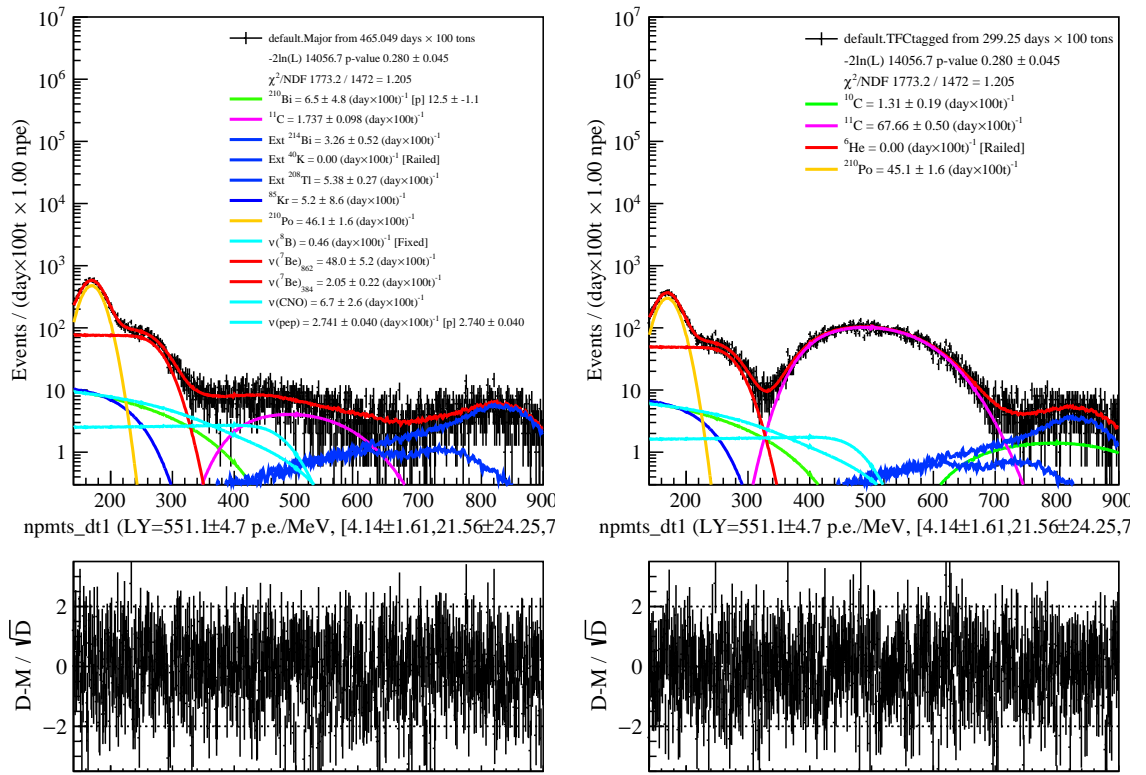 default.Major from 465.049 days × 100 tons
-2ln(L) 14056.7 p-value 0.280 ± 0.045
χ²/NDF 1773.2 / 1472 = 1.205
²¹⁰Bi = 6.5 ± 4.8 (day×100t)⁻¹ [p] 12.5 ± -1.1
¹¹C = 1.737 ± 0.098 (day×100t)⁻¹
Ext ²¹⁴Bi = 3.26 ± 0.52 (day×100t)⁻¹
Ext ⁴⁰K = 0.00 (day×100t)⁻¹ [Railed]
Ext ²⁰⁸Tl = 5.38 ± 0.27 (day×100t)⁻¹
⁸⁵Kr = 5.2 ± 8.6 (day×100t)⁻¹
²¹⁰Po = 46.1 ± 1.6 (day×100t)⁻¹
ν(⁸B) = 0.46 (day×100t)⁻¹ [Fixed]
ν(⁷Be)₈₆₂ = 48.0 ± 5.2 (day×100t)⁻¹
ν(⁷Be)₃₈₄ = 2.05 ± 0.22 (day×100t)⁻¹
ν(CNO) = 6.7 ± 2.6 (day×100t)⁻¹
ν(pep) = 2.741 ± 0.040 (day×100t)⁻¹ [p] 2.740 ± 0.040
Events / (day×100t × 1.00 npe)
10⁷
10⁶
10⁵
10⁴
10³
10²
10
1
200 300 400 500 600 700 800 900
npmts_dt1 (LY=551.1±4.7 p.e./MeV, [4.14±1.61,21.56±24.25,7
D-M / √D
2
0
−2
default.TFCtagged from 299.25 days × 100 tons
-2ln(L) 14056.7 p-value 0.280 ± 0.045
χ²/NDF 1773.2 / 1472 = 1.205
¹⁰C = 1.31 ± 0.19 (day×100t)⁻¹
¹¹C = 67.66 ± 0.50 (day×100t)⁻¹
⁶He = 0.00 (day×100t)⁻¹ [Railed]
²¹⁰Po = 45.1 ± 1.6 (day×100t)⁻¹
Events / (day×100t × 1.00 npe)
10⁷
10⁶
10⁵
10⁴
10³
10²
10
1
200 300 400 500 600 700 800 900
npmts_dt1 (LY=551.1±4.7 p.e./MeV, [4.14±1.61,21.56±24.25,7
D-M / √D
2
0
−2